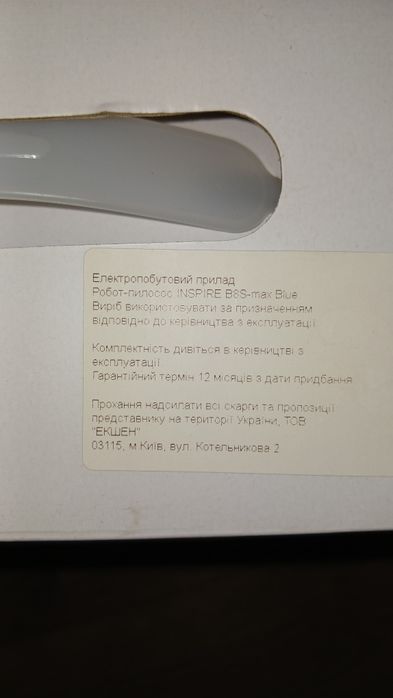 Електропобутовий прилад
Робот-пилосос INSPIRE B8S-max Blue
Виріб використовувати за призначенням
відповідно до керівництва з експлуатації
Комплектність дивіться в керівництві з
експлуатації
Гарантійний термін 12 місяців з дати придбання
Прохання надсилати всі скарги та пропозиції
представнику на території України, ТОВ
"ЕКШЕН"
03115, м.Київ, вул. Котельникова 2